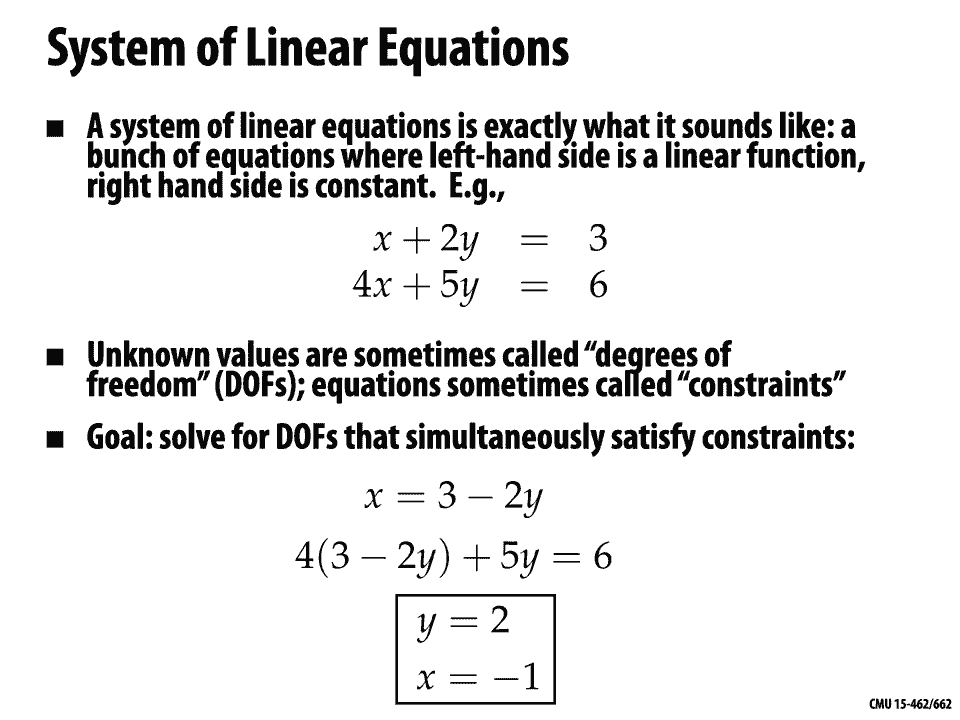 System of Linear Equations
■ A system of linear equations is exactly what it sounds like: a
bunch of equations where left-hand side is a linear function,
right hand side is constant. E.g.,
x + 2y = 3
4x + 5y = 6
■ Unknown values are sometimes called “degrees of
freedom” (DOFs); equations sometimes called “constraints”
■ Goal: solve for DOFs that simultaneously satisfy constraints:
x = 3 − 2y
4(3 − 2y) + 5y = 6
y = 2
x = −1
CMU 15-462/662